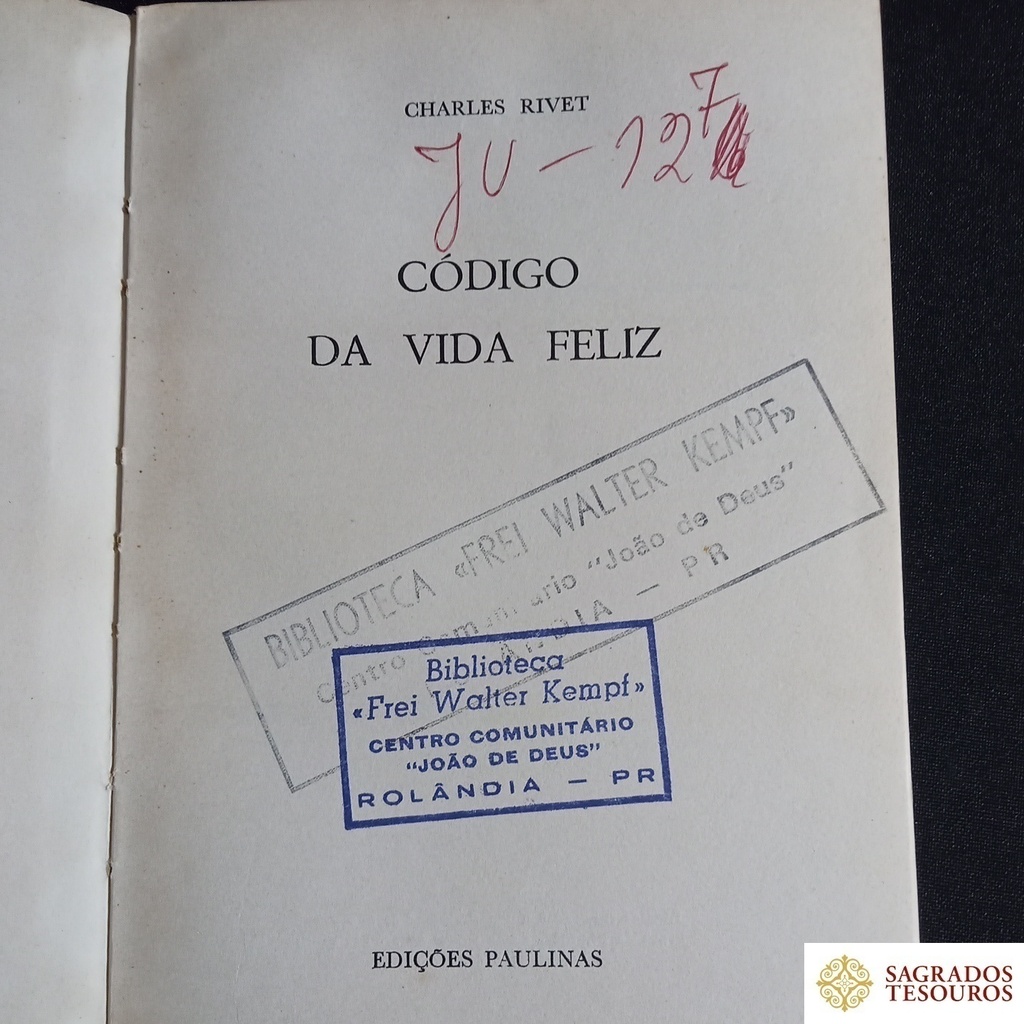 CHARLES RIVET
JU - 127
CÓDIGO
DA VIDA FELIZ
BIBLIOTECA «FREI WALTER KEMPF»
Centro "João de Deus"
PR
Biblioteca
«Frei Walter Kempf»
CENTRO COMUNITÁRIO
"JOÃO DE DEUS"
ROLÂNDIA — PR
EDIÇÕES PAULINAS
SAGRADOS
TESOUROS